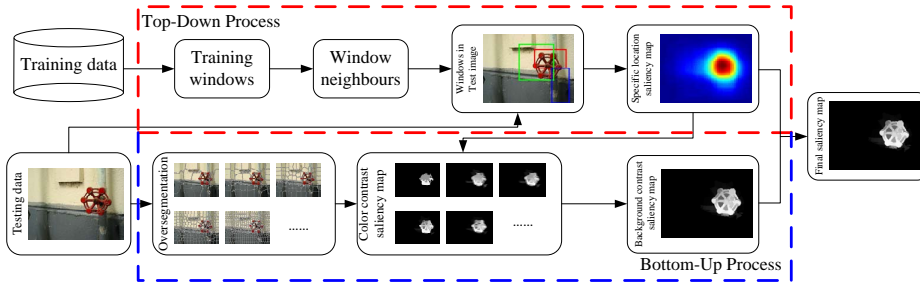 Top-Down Process
Training data
Training
windows
Window
neighbours
Windows in
Test image
Specific location
saliency map
Final saliency map
Testing data
Oversegmentation
......
Color contrast
saliency map
......
Background contrast
saliency map
Bottom-Up Process